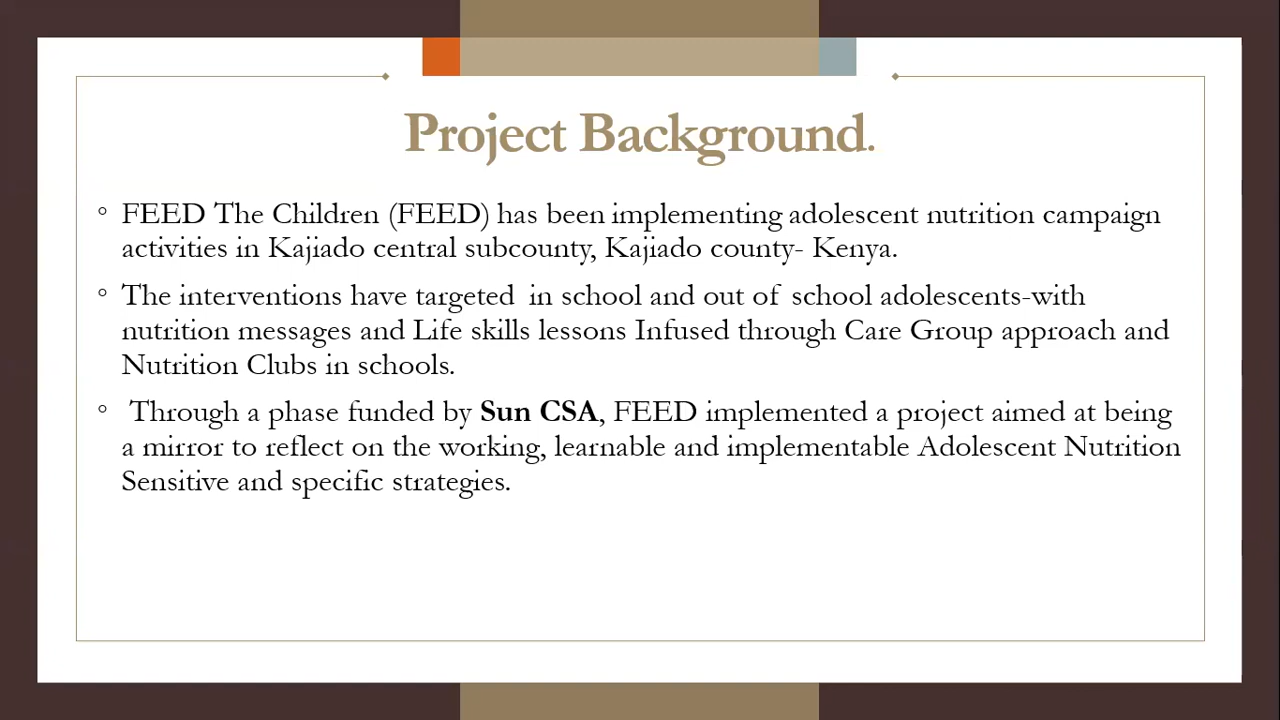 Project Background.
FEED The Children (FEED) has been implementing adolescent nutrition campaign
activities in Kajiado central subcounty, Kajiado county- Kenya.
The interventions have targeted  in school and out of  school adolescents-with
nutrition messages and Life skills lessons Infused through Care Group approach and
Nutrition Clubs in schools.
Through a phase funded by Sun CSA, FEED implemented a project aimed at being
a mirror to reflect on the working, learnable and implementable Adolescent Nutrition
Sensitive and specific strategies.